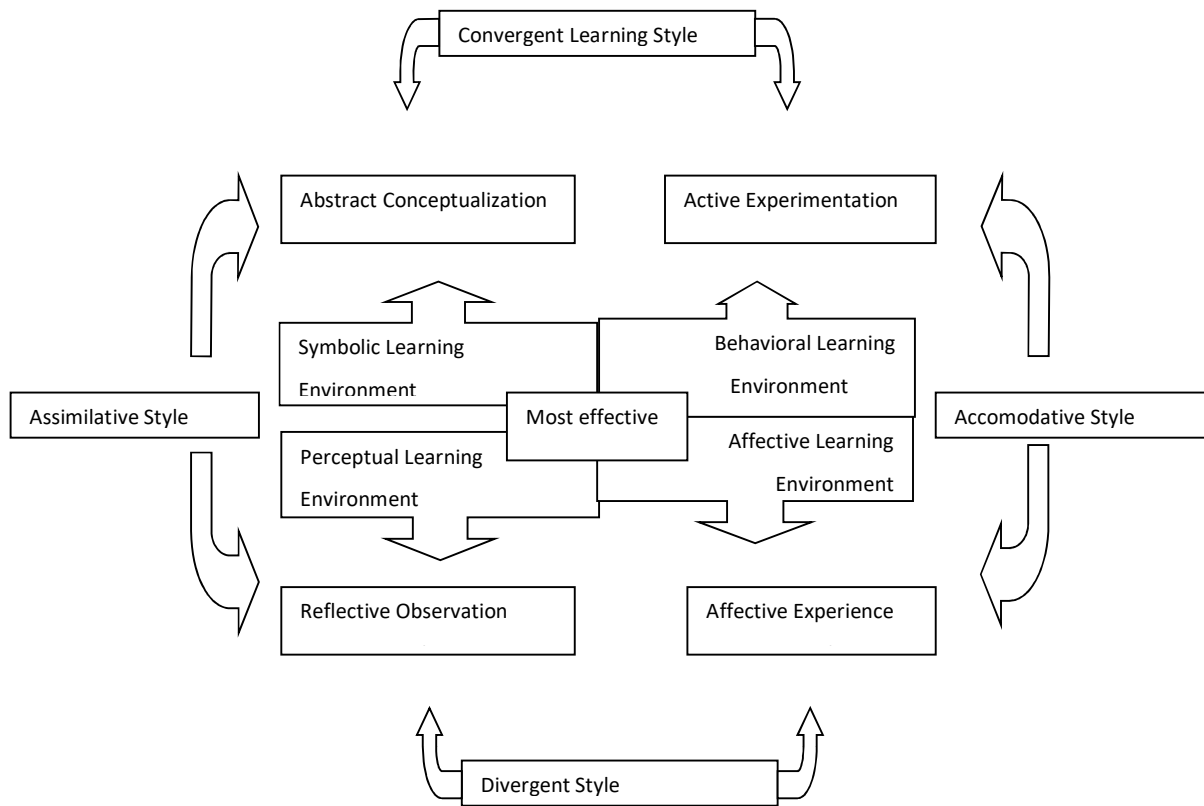 Convergent Learning Style
Abstract Conceptualization
Active Experimentation
Symbolic Learning
Environment
Behavioral Learning
Environment
Assimilative Style
Most effective
Accomodative Style
Perceptual Learning
Environment
Affective Learning
Environment
Reflective Observation
Affective Experience
Divergent Style